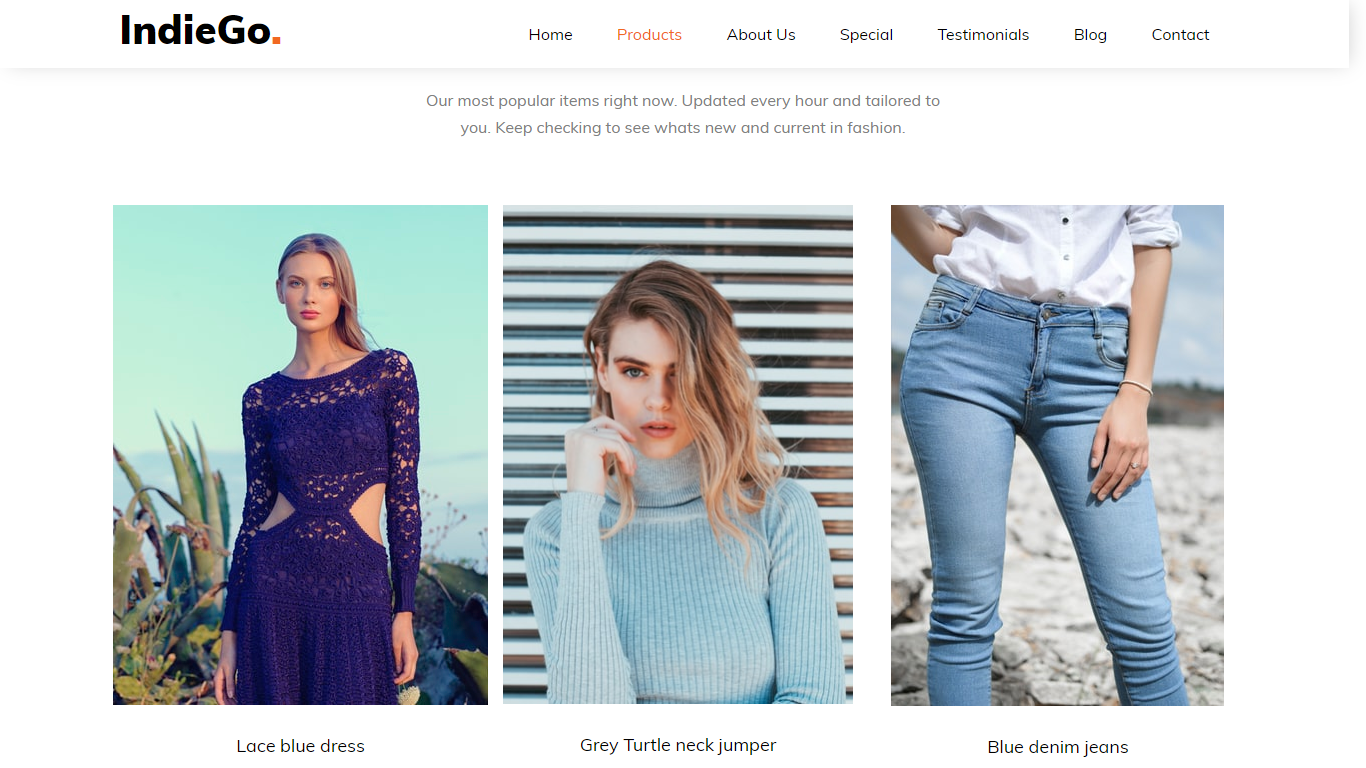 IndieGo.
Home Products About Us Special Testimonials Blog Contact
Our most popular items right now. Updated every hour and tailored to
you. Keep checking to see whats new and current in fashion.
Lace blue dress
Grey Turtle neck jumper
Blue denim jeans